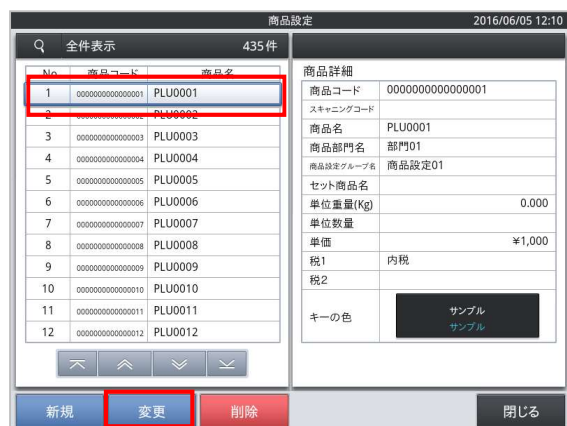 商品設定
2016/06/05 12:10
全件表示 435件
No 商品コード 商品名
1 0000000000000001 PLU0001
2 0000000000000002 PLU0002
3 0000000000000003 PLU0003
4 0000000000000004 PLU0004
5 0000000000000005 PLU0005
6 0000000000000006 PLU0006
7 0000000000000007 PLU0007
8 0000000000000008 PLU0008
9 0000000000000009 PLU0009
10 0000000000000010 PLU0010
11 0000000000000011 PLU0011
12 0000000000000012 PLU0012
商品詳細
商品コード 0000000000000001
スキャニングコード
商品名 PLU0001
商品部門名 部門01
商品設定グループ名 商品設定01
セット商品名
単位重量(Kg) 0.000
単位数量
単価 ¥1,000
税1 内税
税2
キーの色
サンプル
サンプル
新規 変更 削除 閉じる